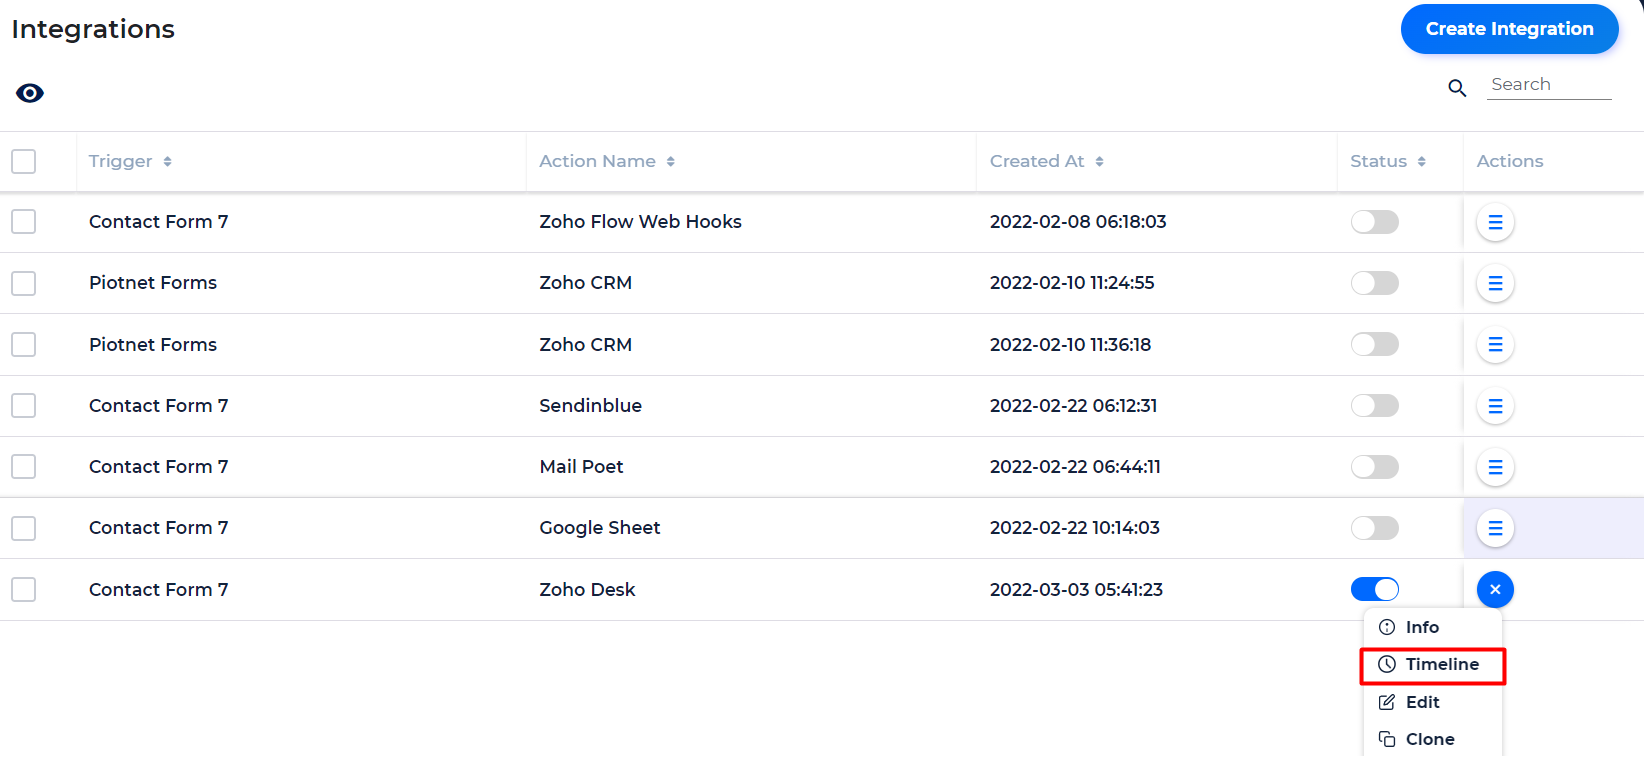 Integrations
Create Integration
Search
Trigger Action Name Created At Status Actions
Contact Form 7 Zoho Flow Web Hooks 2022-02-08 06:18:03
Piotnet Forms Zoho CRM 2022-02-10 11:24:55
Piotnet Forms Zoho CRM 2022-02-10 11:36:18
Contact Form 7 Sendinblue 2022-02-22 06:12:31
Contact Form 7 Mail Poet 2022-02-22 06:44:11
Contact Form 7 Google Sheet 2022-02-22 10:14:03
Contact Form 7 Zoho Desk 2022-03-03 05:41:23
Info
Timeline
Edit
Clone